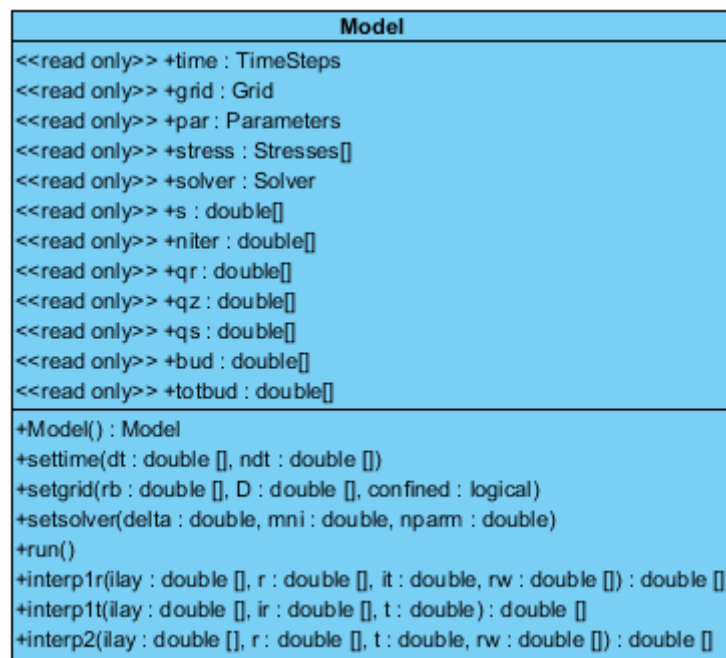 Model
<<read only>> +time : TimeSteps
<<read only>> +grid : Grid
<<read only>> +par : Parameters
<<read only>> +stress : Stresses[]
<<read only>> +solver : Solver
<<read only>> +s : double[]
<<read only>> +niter : double[]
<<read only>> +qr : double[]
<<read only>> +qz : double[]
<<read only>> +qs : double[]
<<read only>> +bud : double[]
<<read only>> +totbud : double[]
+Model() : Model
+settime(dt : double [], ndt : double [])
+setgrid(rb : double [], D : double [], confined : logical)
+setsolver(delta : double, mni : double, nparm : double)
+run()
+interp1r(ilay : double [], r : double [], it : double, rw : double []) : double []
+interp1t(ilay : double [], ir : double [], t : double) : double []
+interp2(ilay : double [], r : double [], t : double, rw : double []) : double []